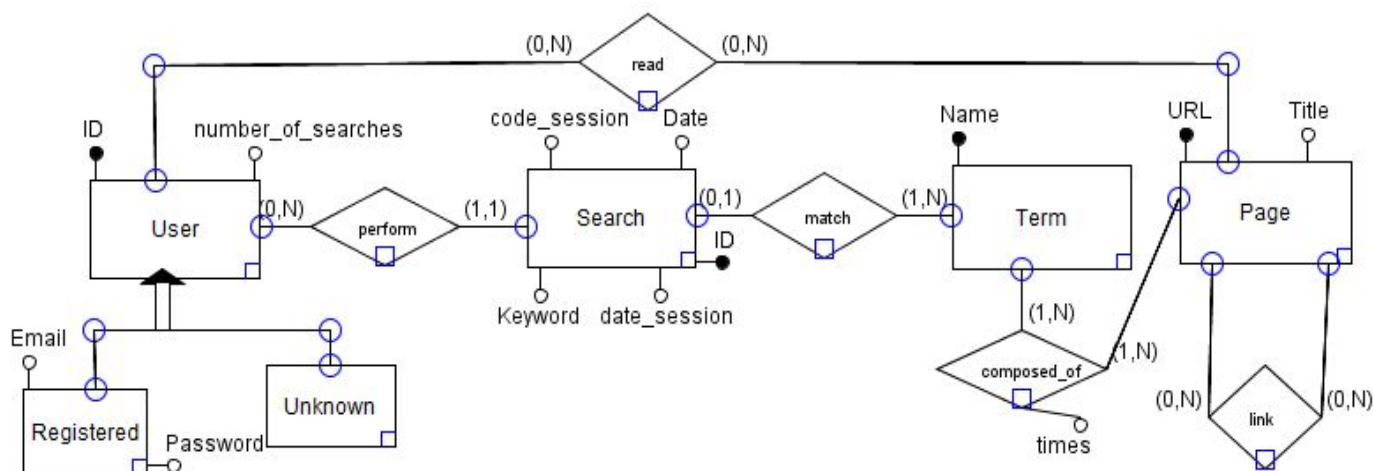 (0,N)
read
(0,N)
ID
number_of_searches
code_session
Date
Name
URL
Title
User
(0,N)
perform
(1,1)
Search
(0,1)
match
(1,N)
Term
Page
ID
Keyword
date_session
Email
Registered
Password
Unknown
(1,N)
composed_of
(1,N)
times
(0,N)
link
(0,N)